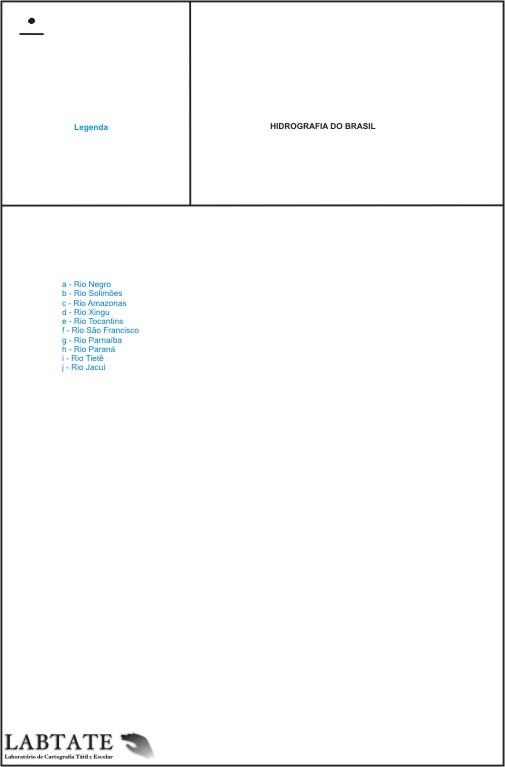 Legenda
HIDROGRAFIA DO BRASIL
a - Rio Negro
b - Rio Solimões
c - Rio Amazonas
d - Rio Xingu
e - Rio Tocantins
f - Rio São Francisco
g - Rio Parnaíba
h - Rio Paraná
i - Rio Tietê
j - Rio Jacuí
LABTATE
Laboratório de Cartografia Tátil e Escolar